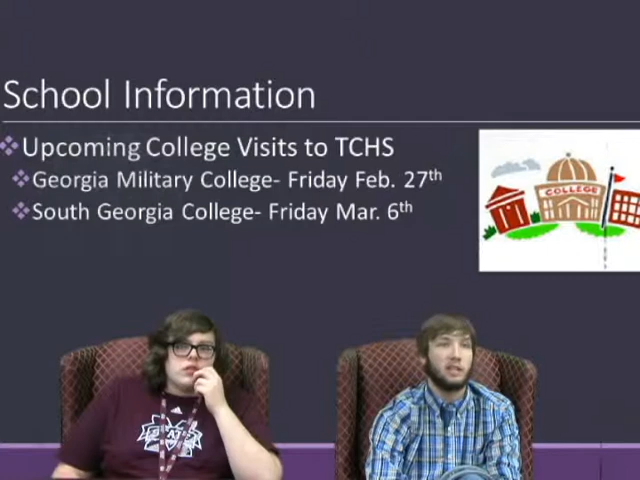 School Information
Upcoming College Visits to TCHS
Georgia Military College- Friday Feb. 27th
South Georgia College- Friday Mar. 6th
COLLEGE